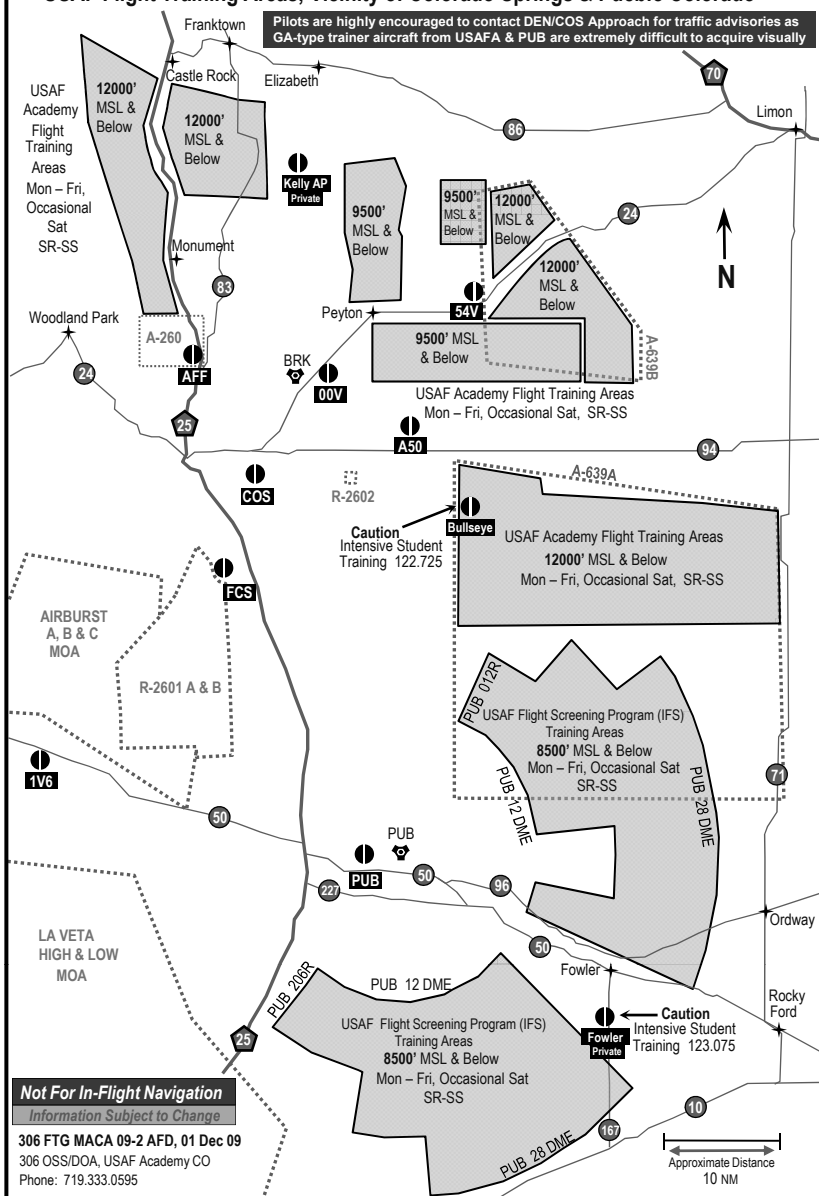 USAF Flight Training Areas, Vicinity of Colorado Springs & Pueblo Colorado
Pilots are highly encouraged to contact DEN/COS Approach for traffic advisories as
GA-type trainer aircraft from USAFA & PUB are extremely difficult to acquire visually
Franktown
Castle Rock
Elizabeth
70
Limon
86
USAF
Academy
Flight
Training
Areas
Mon – Fri,
Occasional
Sat
SR-SS
12000'
MSL &
Below
12000'
MSL &
Below
Kelly AP
Private
9500'
MSL &
Below
9500'
MSL &
Below
12000'
MSL &
Below
24
N
Monument
83
12000'
MSL &
Below
54V
Woodland Park
A-260
Peyton
A-639B
AFF
BRK
00V
9500' MSL
& Below
24
USAF Academy Flight Training Areas
Mon – Fri, Occasional Sat, SR-SS
25
A50
94
COS
R-2602
A-639A
Caution
Intensive Student
Training 122.725
Bullseye
USAF Academy Flight Training Areas
12000' MSL & Below
Mon – Fri, Occasional Sat, SR-SS
FCS
AIRBURST
A, B & C
MOA
R-2601 A & B
PUB 012R
USAF Flight Screening Program (IFS)
Training Areas
8500' MSL & Below
Mon – Fri, Occasional Sat
SR-SS
PUB 12 DME
PUB 28 DME
71
1V6
50
PUB
PUB
50
227
96
Ordway
50
LA VETA
HIGH & LOW
MOA
Fowler
PUB 206R
PUB 12 DME
USAF Flight Screening Program (IFS)
Training Areas
8500' MSL & Below
Mon – Fri, Occasional Sat
SR-SS
PUB 28 DME
Fowler
Private
Caution
Intensive Student
Training 123.075
Rocky
Ford
25
10
167
Not For In-Flight Navigation
Information Subject to Change
306 FTG MACA 09-2 AFD, 01 Dec 09
306 OSS/DOA, USAF Academy CO
Phone: 719.333.0595
Approximate Distance
10 NM